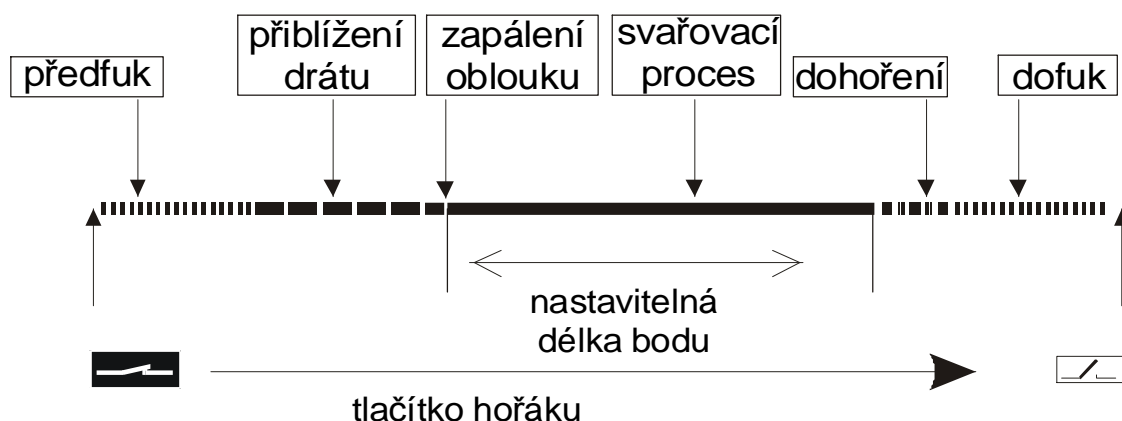 předfuk
přiblížení
drátu
zapálení
oblouku
svařovací
proces
dohoření
dofuk
nastavitelná
délka bodu
tlačítko hořáku